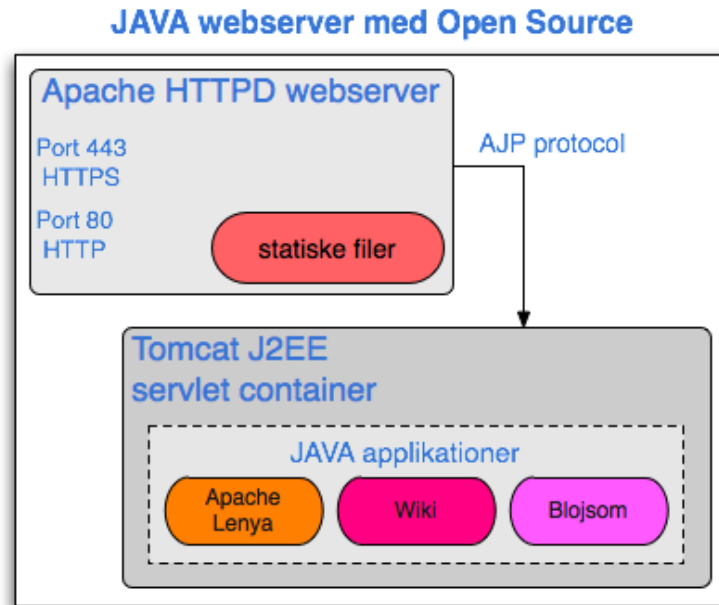 JAVA webserver med Open Source
Apache HTTPD webserver
Port 443
HTTPS
Port 80
HTTP
statiske filer
AJP protocol
Tomcat J2EE
servlet container
JAVA applikationer
Apache
Lenya
Wiki
Blojsom